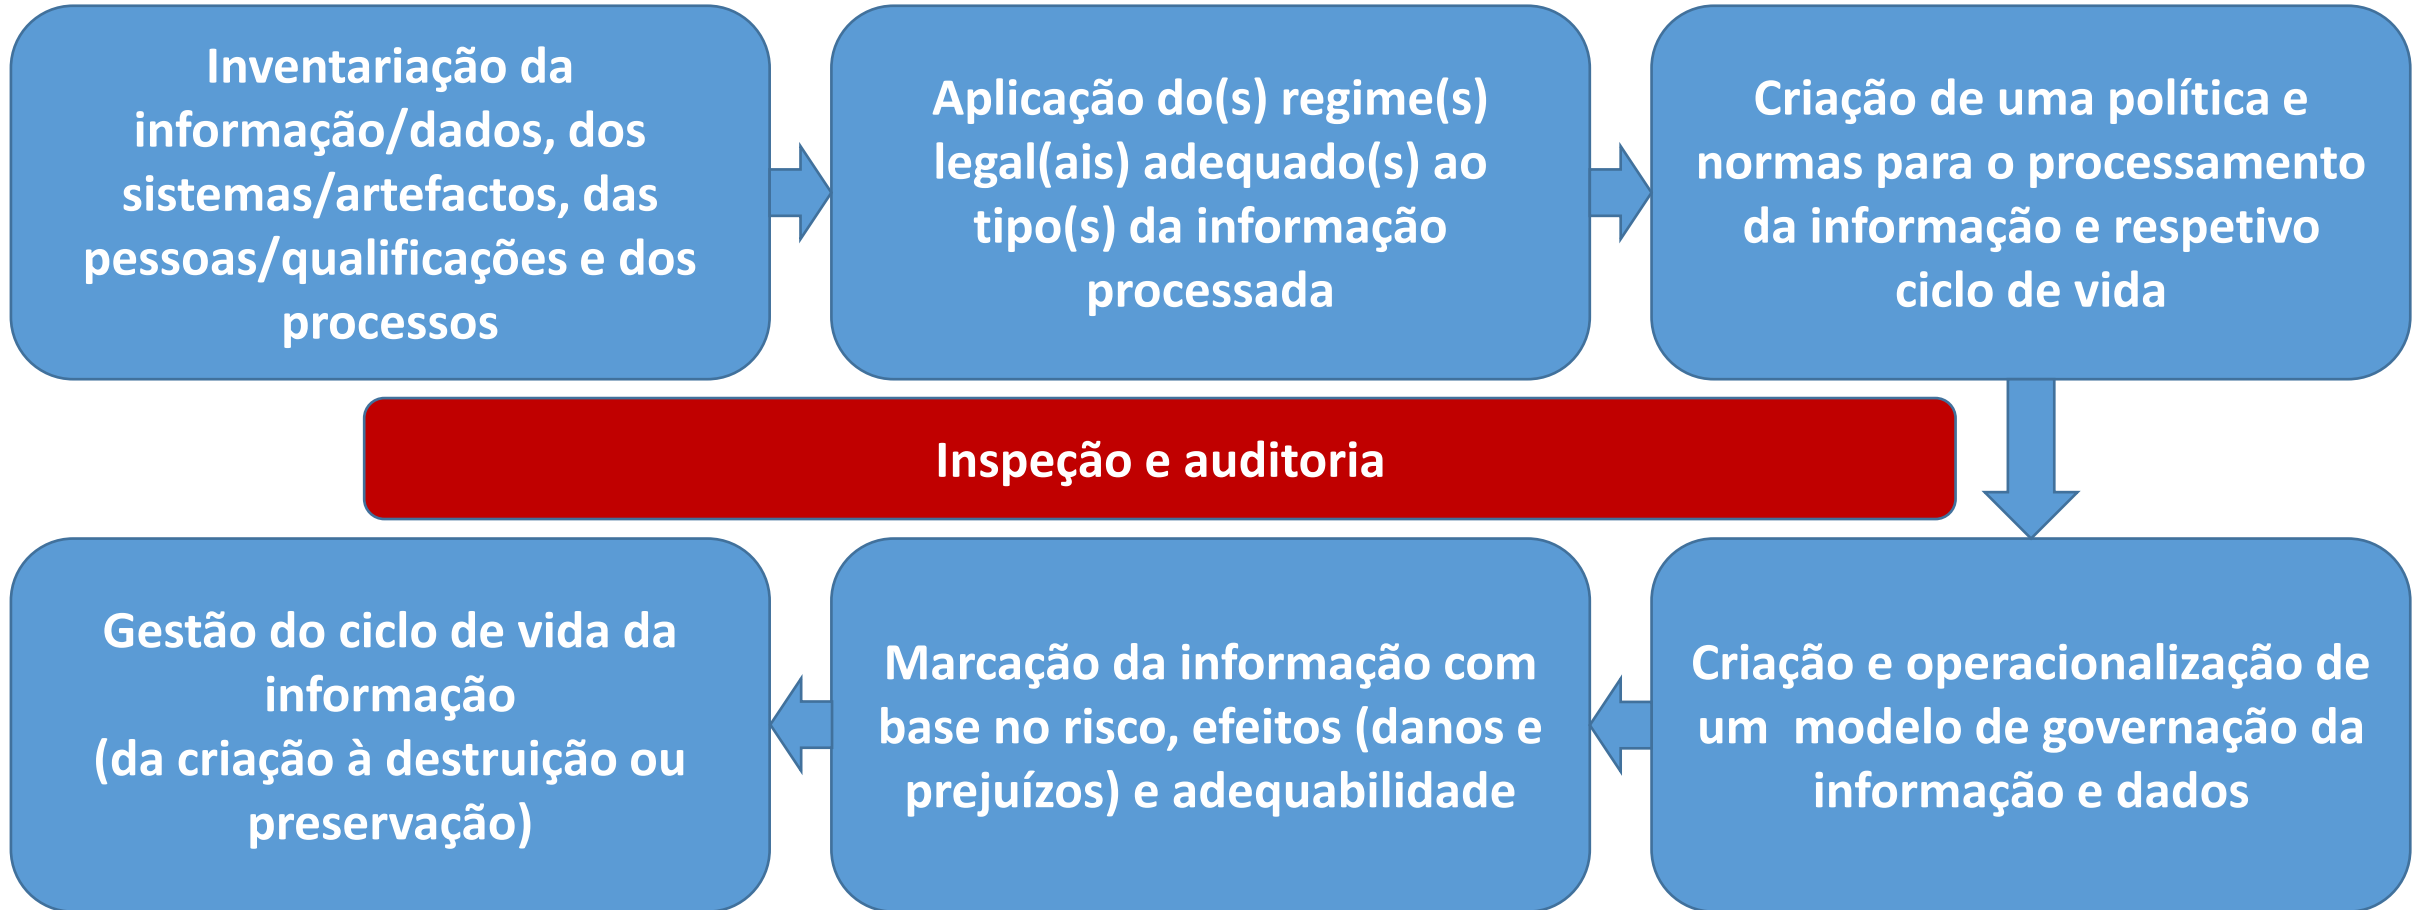 Inventariação da
informação/dados, dos
sistemas/artefactos, das
pessoas/qualificações e dos
processos
Aplicação do(s) regime(s)
legal(ais) adequado(s) ao
tipo(s) da informação
processada
Criação de uma política e
normas para o processamento
da informação e respetivo
ciclo de vida
Inspeção e auditoria
Gestão do ciclo de vida da
informação
(da criação à destruição ou
preservação)
Marcação da informação com
base no risco, efeitos (danos e
prejuízos) e adequabilidade
Criação e operacionalização de
um  modelo de governação da
informação e dados